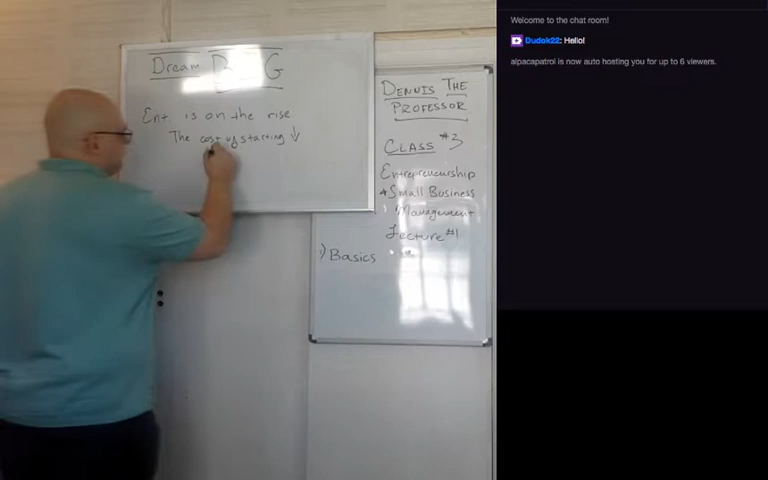 Dream BIG
Ent is on the rise
The cost of starting ↓
DENNIS THE
PROFESSOR
CLASS #3
Entrepreneurship
+ Small Business
Management
Lecture #1
1) Basics
Welcome to the chat room!
Dudek22: Hello!
alpacapatrol is now auto hosting you for up to 6 viewers.